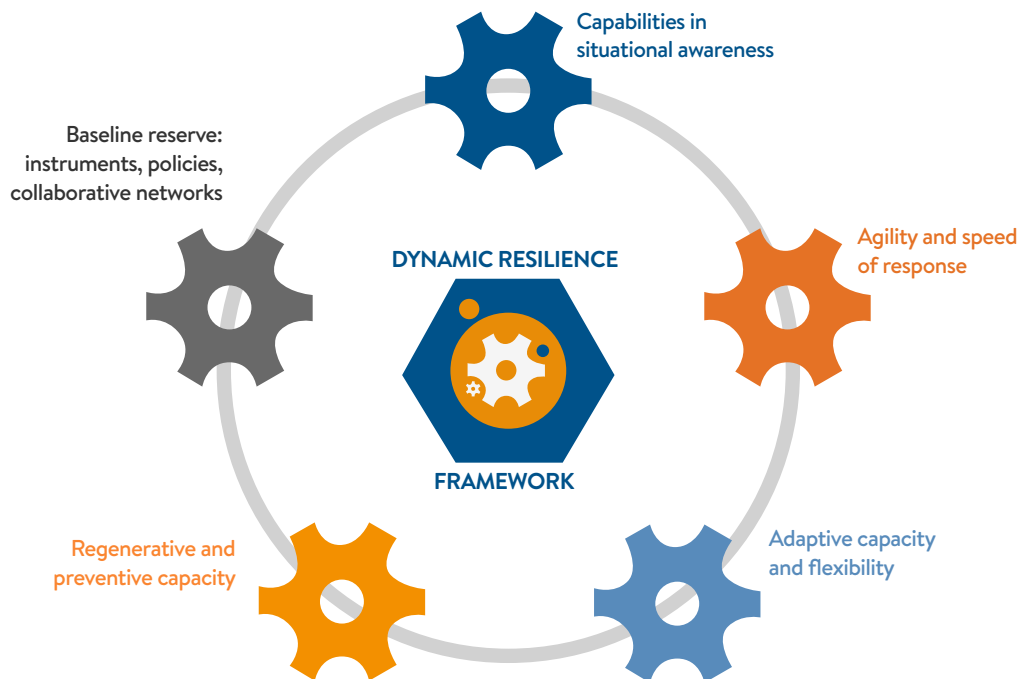 Capabilities in
situational awareness
Baseline reserve:
instruments, policies,
collaborative networks
Agility and speed
of response
DYNAMIC RESILIENCE
FRAMEWORK
Regenerative and
preventive capacity
Adaptive capacity
and flexibility